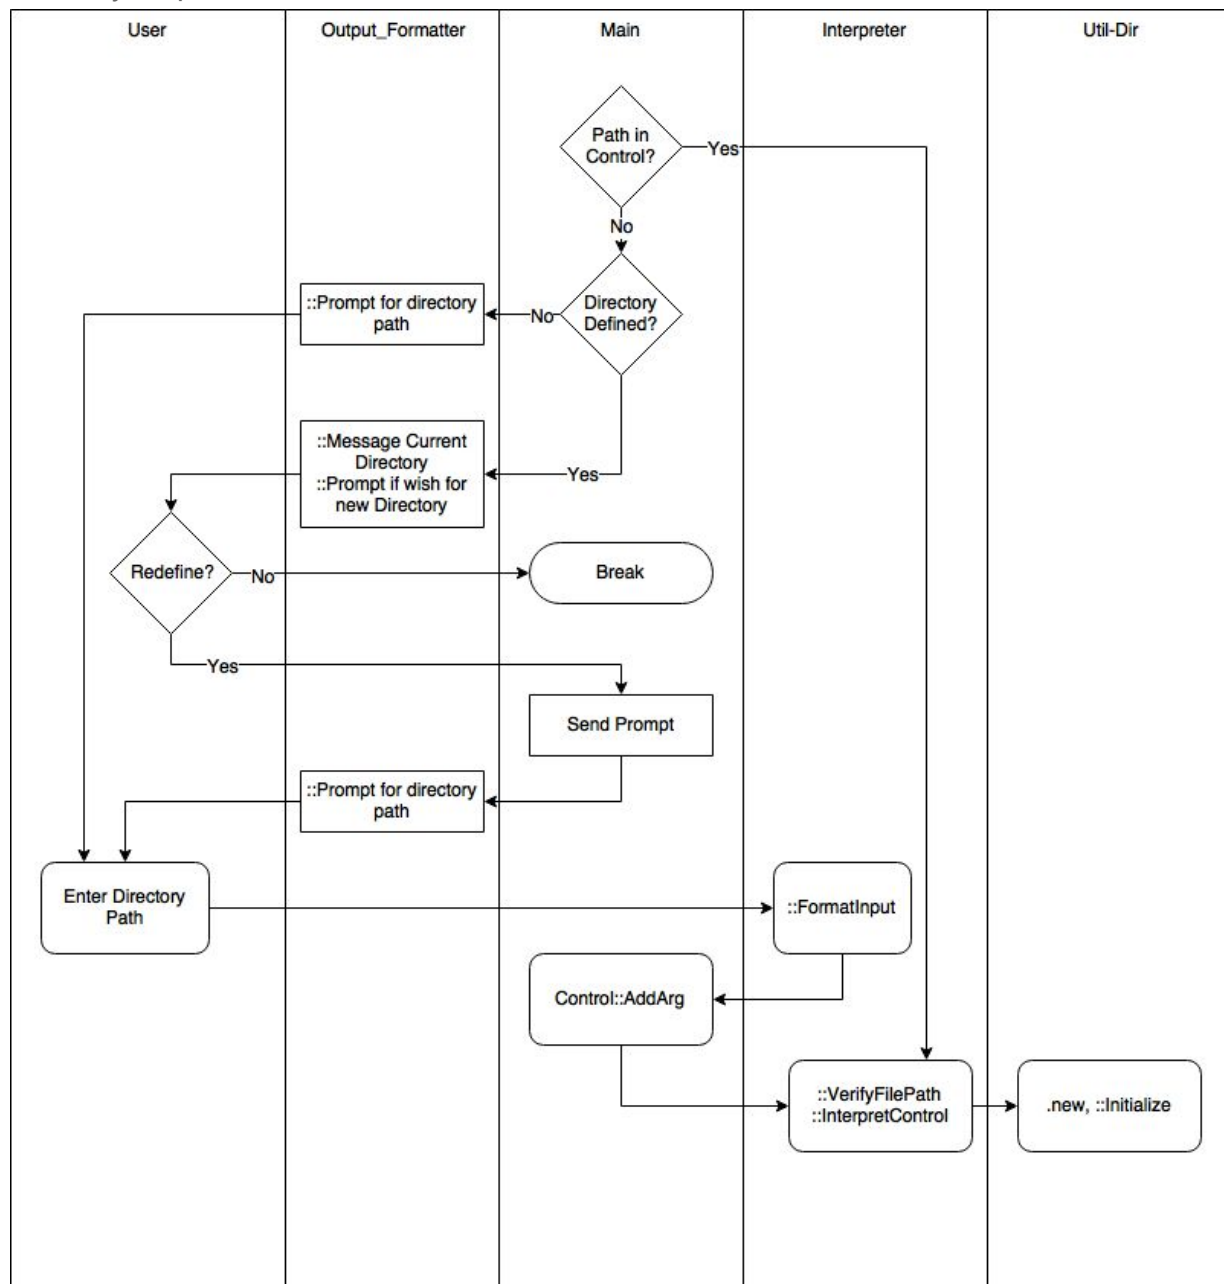 User
Output_Formatter
Main
Interpreter
Util-Dir
Path in
Control?
Yes
No
Directory
Defined?
No
::Prompt for directory
path
Yes
::Message Current
Directory
::Prompt if wish for
new Directory
Redefine?
No
Break
Yes
Send Prompt
::Prompt for directory
path
Enter Directory
Path
::FormatInput
Control::AddArg
::VerifyFilePath
::InterpretControl
.new, ::Initialize